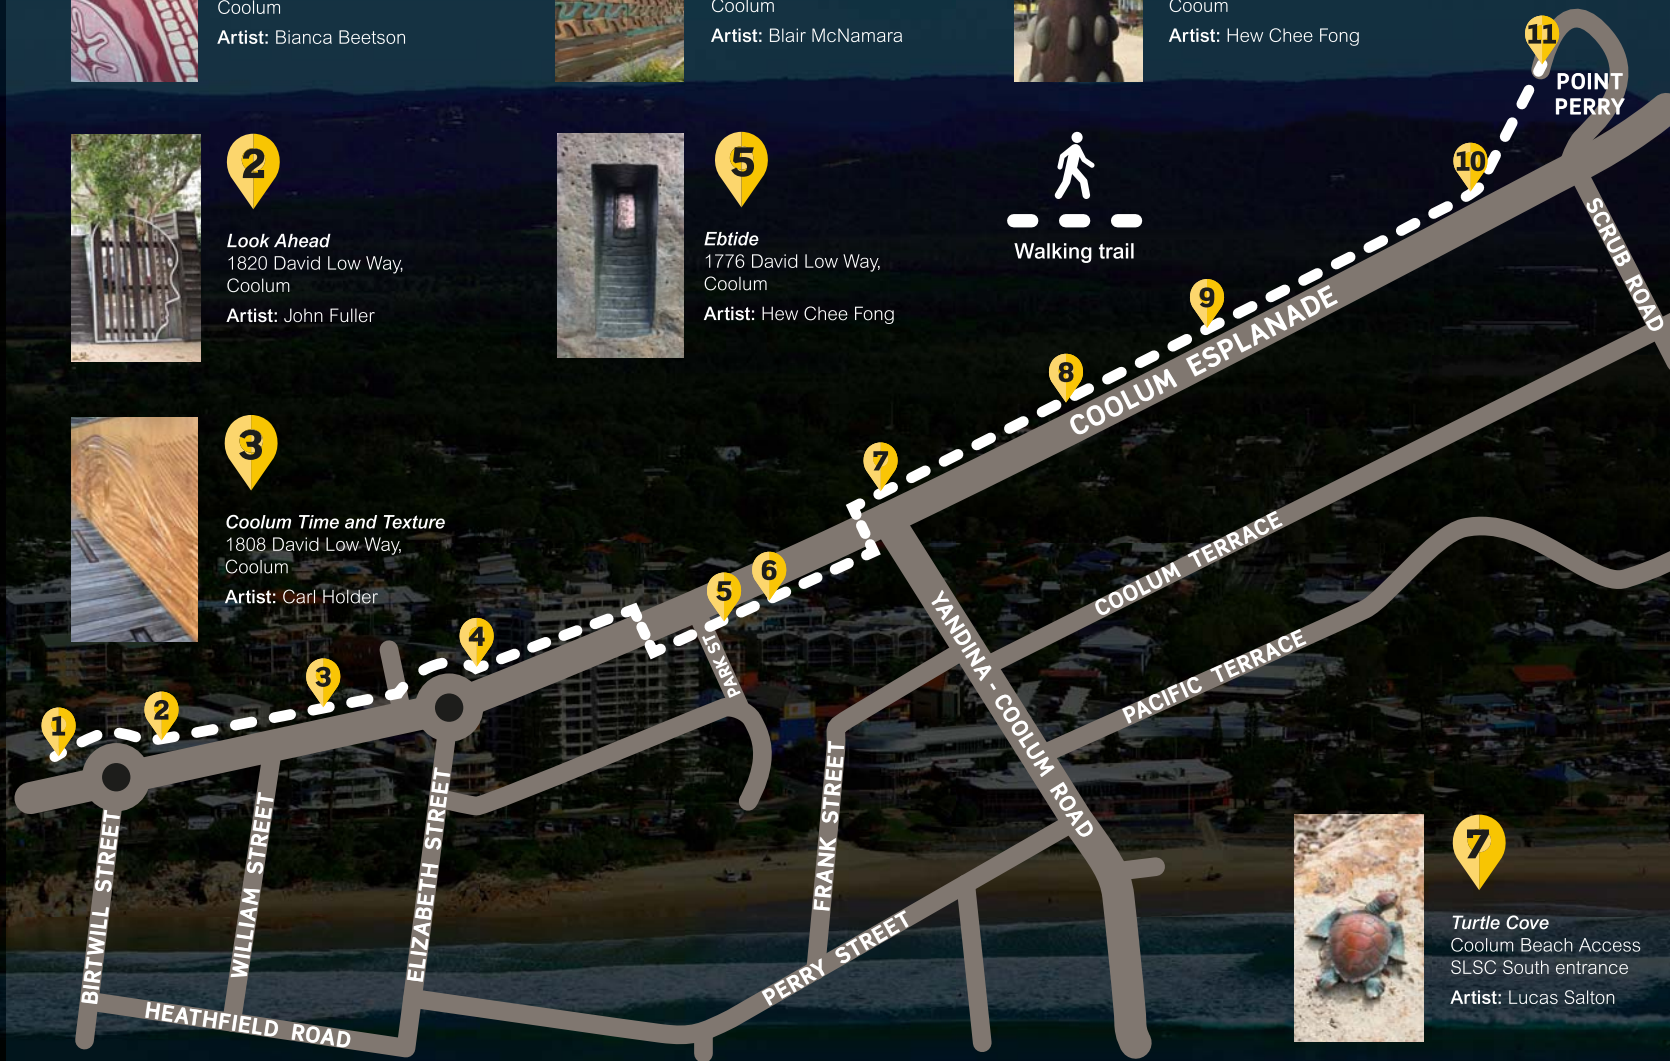 Coolum
Artist: Bianca Beetson
Coolum
Artist: Blair McNamara
Cooum
Artist: Hew Chee Fong
2
Look Ahead
1820 David Low Way,
Coolum
Artist: John Fuller
5
Ebtide
1776 David Low Way,
Coolum
Artist: Hew Chee Fong
Walking trail
3
Coolum Time and Texture
1808 David Low Way,
Coolum
Artist: Carl Holder
11
POINT
PERRY
10
9
8
7
6
5
4
3
2
1
SCRUB ROAD
COOLUM ESPLANADE
COOLUM TERRACE
PACIFIC TERRACE
YANDINA - COOLUM ROAD
PARK ST
FRANK STREET
ELIZABETH STREET
WILLIAM STREET
BIRTWILL STREET
HEATHFIELD ROAD
PERRY STREET
7
Turtle Cove
Coolum Beach Access
SLSC South entrance
Artist: Lucas Salton